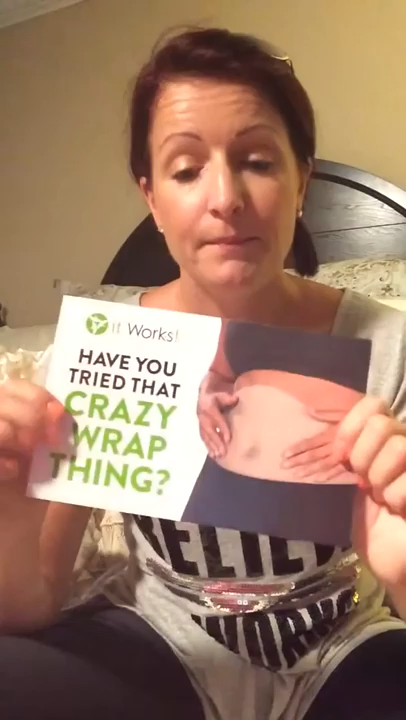 it Works!
HAVE YOU
TRIED THAT
CRAZY
WRAP
THING?